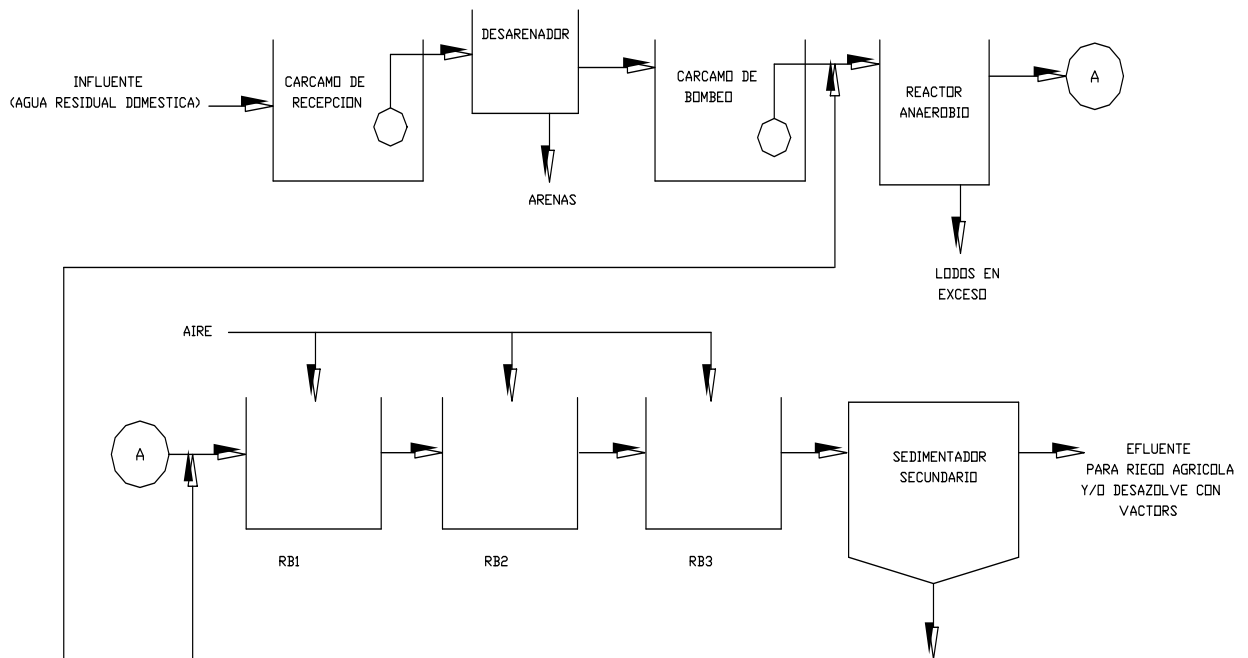 INFLUENTE
(AGUA RESIDUAL DOMESTICA)
CARCAMO DE
RECEPCION
DESARENADOR
ARENAS
CARCAMO DE
BOMBEO
REACTOR
ANAEROBIO
A
LODOS EN
EXCESO
AIRE
A
RB1
RB2
RB3
SEDIMENTADOR
SECUNDARIO
EFLUENTE
PARA RIEGO AGRICOLA
Y/O DESAZOLVE CON
VACTORS